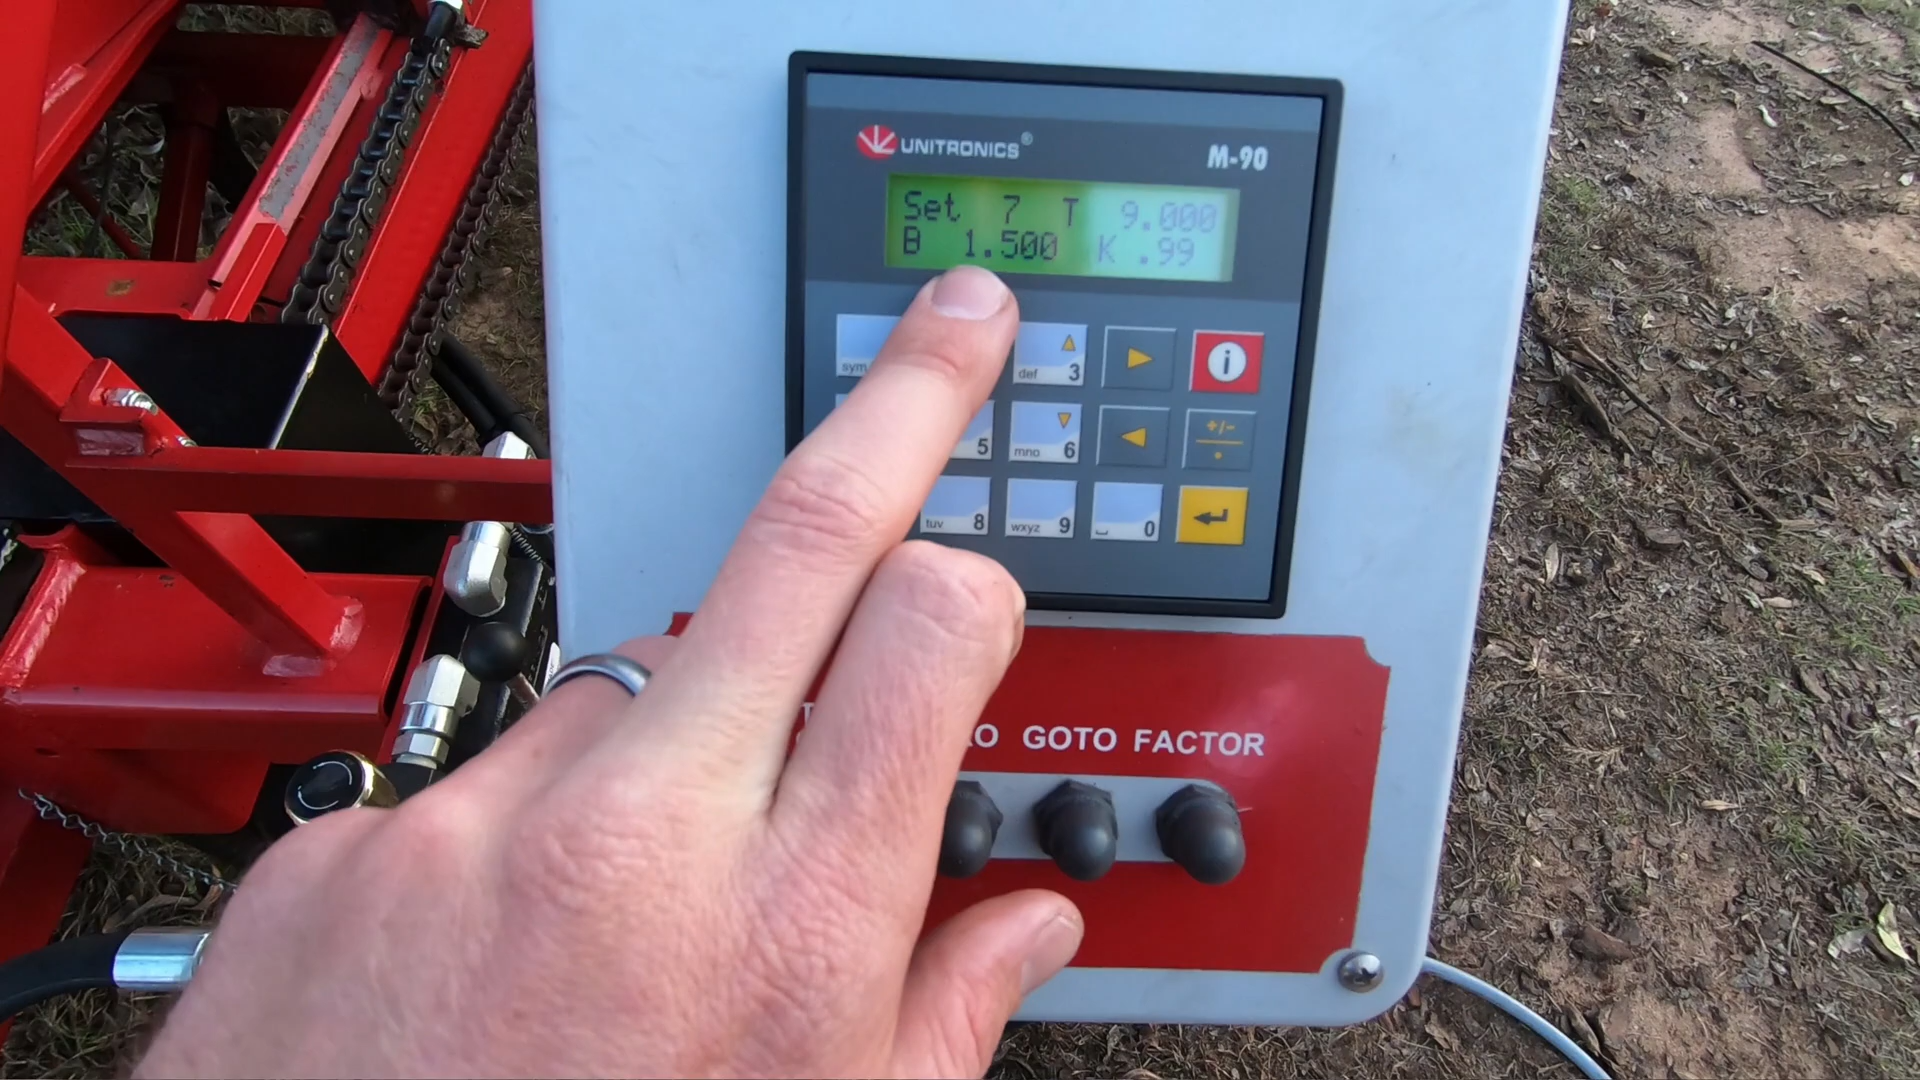 UNITRONICS®
M-90
Set 7 T 9.000
B 1.500 K .99
sym
def 3
i
5
mno 6
+/-
tuv 8
wxyz 9
0
GOTO FACTOR